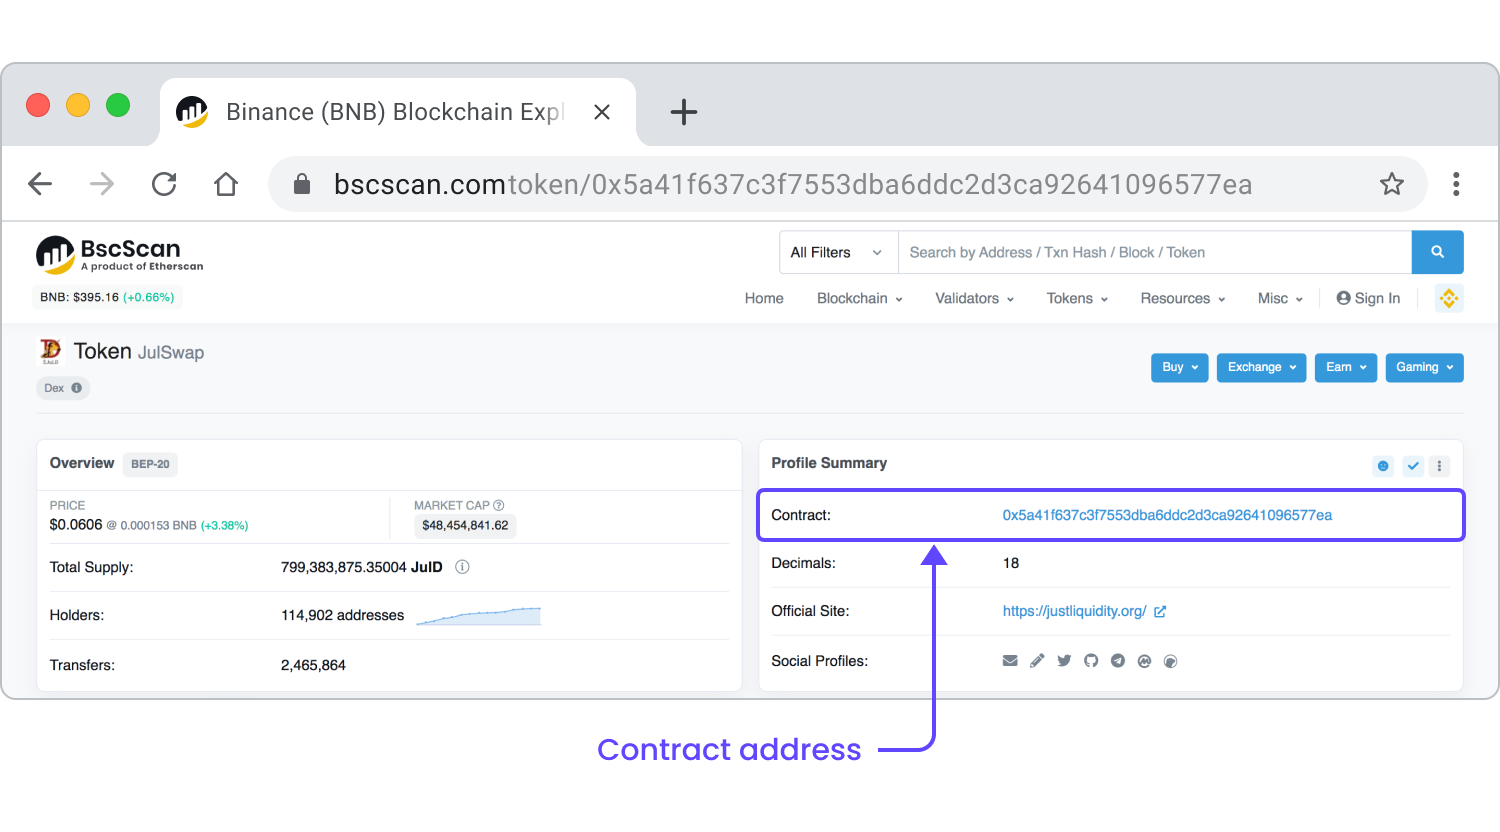 Binance (BNB) Blockchain Expl
bscscan.comtoken/0x5a41f637c3f7553dba6ddc2d3ca92641096577ea
BscScan
A product of Etherscan
All Filters
Search by Address / Txn Hash / Block / Token
BNB: $395.16 (+0.66%)
Home Blockchain Validators Tokens Resources Misc Sign In
Token JulSwap
Dex
Buy Exchange Earn Gaming
Overview BEP-20
PRICE
$0.0606 @ 0.000153 BNB (+3.38%)
MARKET CAP
$48,454,841.62
Total Supply: 799,383,875.35004 JulD
Holders: 114,902 addresses
Transfers: 2,465,864
Profile Summary
Contract: 0x5a41f637c3f7553dba6ddc2d3ca92641096577ea
Decimals: 18
Official Site: https://justliquidity.org/
Social Profiles:
Contract address